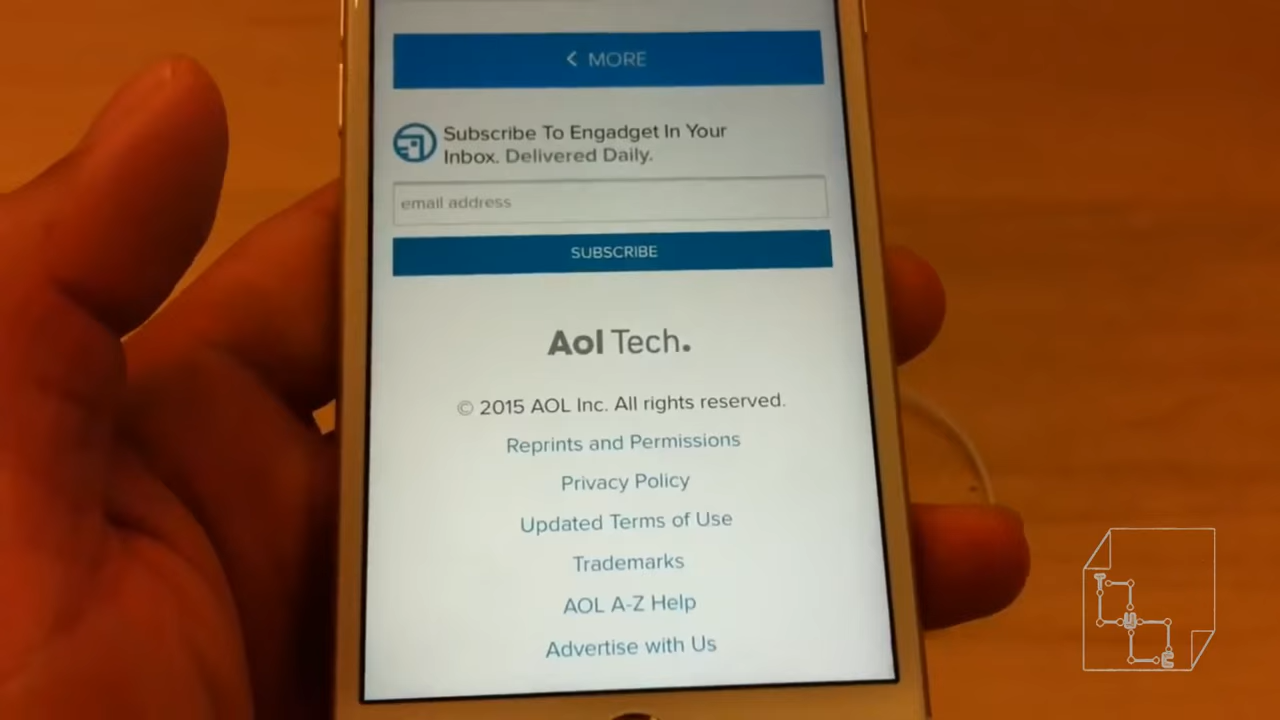 < MORE
Subscribe To Engadget In Your
Inbox. Delivered Daily.
email address
SUBSCRIBE
Aol Tech.
© 2015 AOL Inc. All rights reserved.
Reprints and Permissions
Privacy Policy
Updated Terms of Use
Trademarks
AOL A-Z Help
Advertise with Us
T
U
C